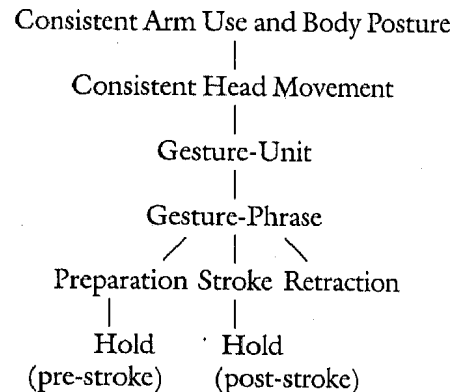 Consistent Arm Use and Body Posture
Consistent Head Movement
Gesture-Unit
Gesture-Phrase
Preparation Stroke Retraction
Hold Hold
(pre-stroke) (post-stroke)